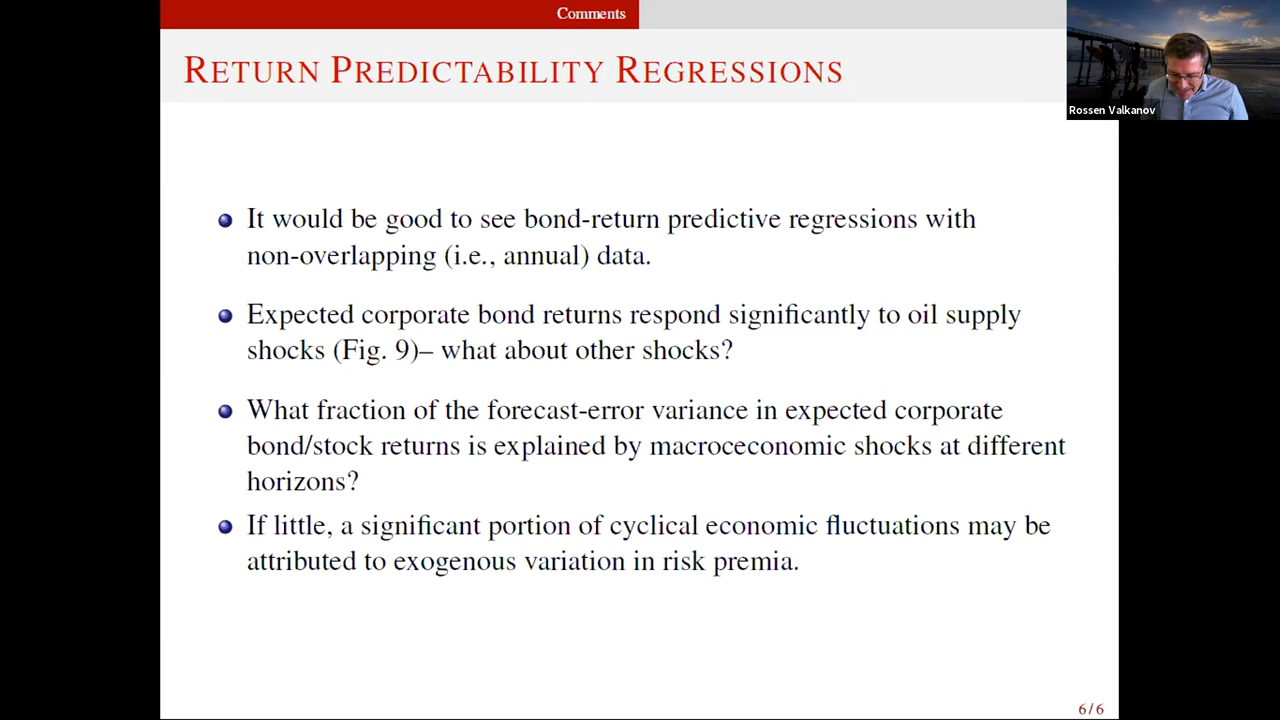 Comments
RETURN PREDICTABILITY REGRESSIONS
Rossen Valkanov
It would be good to see bond-return predictive regressions with
non-overlapping (i.e., annual) data.
Expected corporate bond returns respond significantly to oil supply
shocks (Fig. 9)– what about other shocks?
What fraction of the forecast-error variance in expected corporate
bond/stock returns is explained by macroeconomic shocks at different
horizons?
If little, a significant portion of cyclical economic fluctuations may be
attributed to exogenous variation in risk premia.
6/6